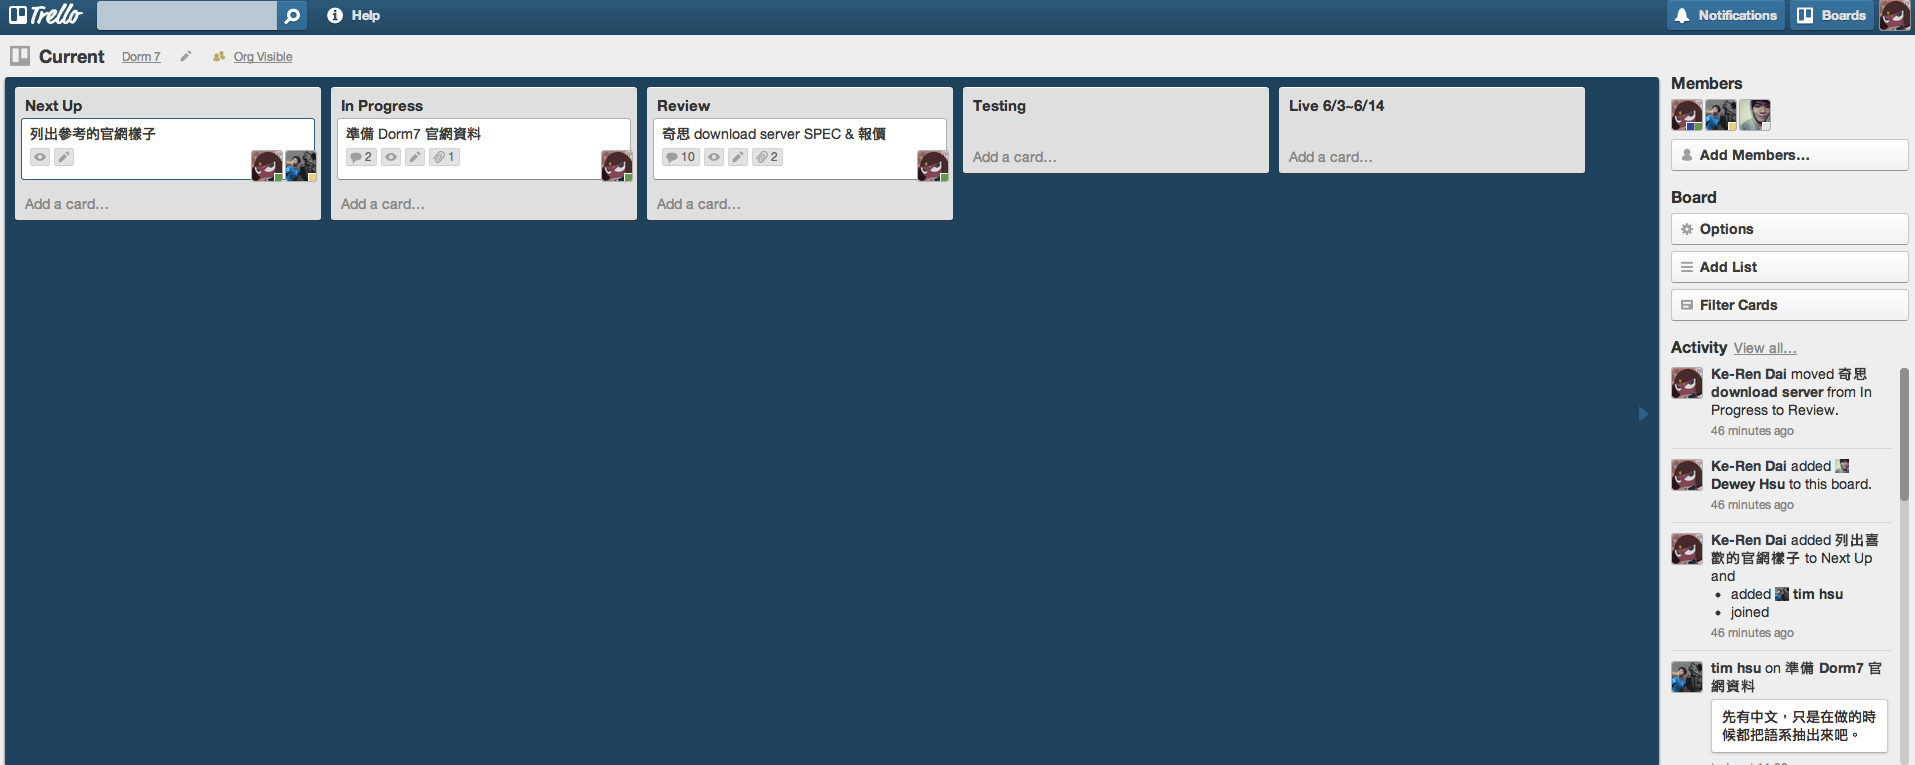 Trello
Help
Notifications
Boards
Current
Dorm 7
Org Visible
Next Up
列出參考的官網樣子
Add a card…
In Progress
準備 Dorm7 官網資料
2
1
Add a card…
Review
奇思 download server SPEC & 報價
10
2
Add a card…
Testing
Add a card…
Live 6/3~6/14
Add a card…
Members
Add Members…
Board
Options
Add List
Filter Cards
Activity View all…
Ke-Ren Dai moved 奇思
download server from In
Progress to Review.
46 minutes ago
Ke-Ren Dai added
Dewey Hsu to this board.
46 minutes ago
Ke-Ren Dai added 列出喜
歡的官網樣子 to Next Up
and
• added tim hsu
• joined
46 minutes ago
tim hsu on 準備 Dorm7 官
網資料
先有中文，只是在做的時
候都把語系抽出來吧。